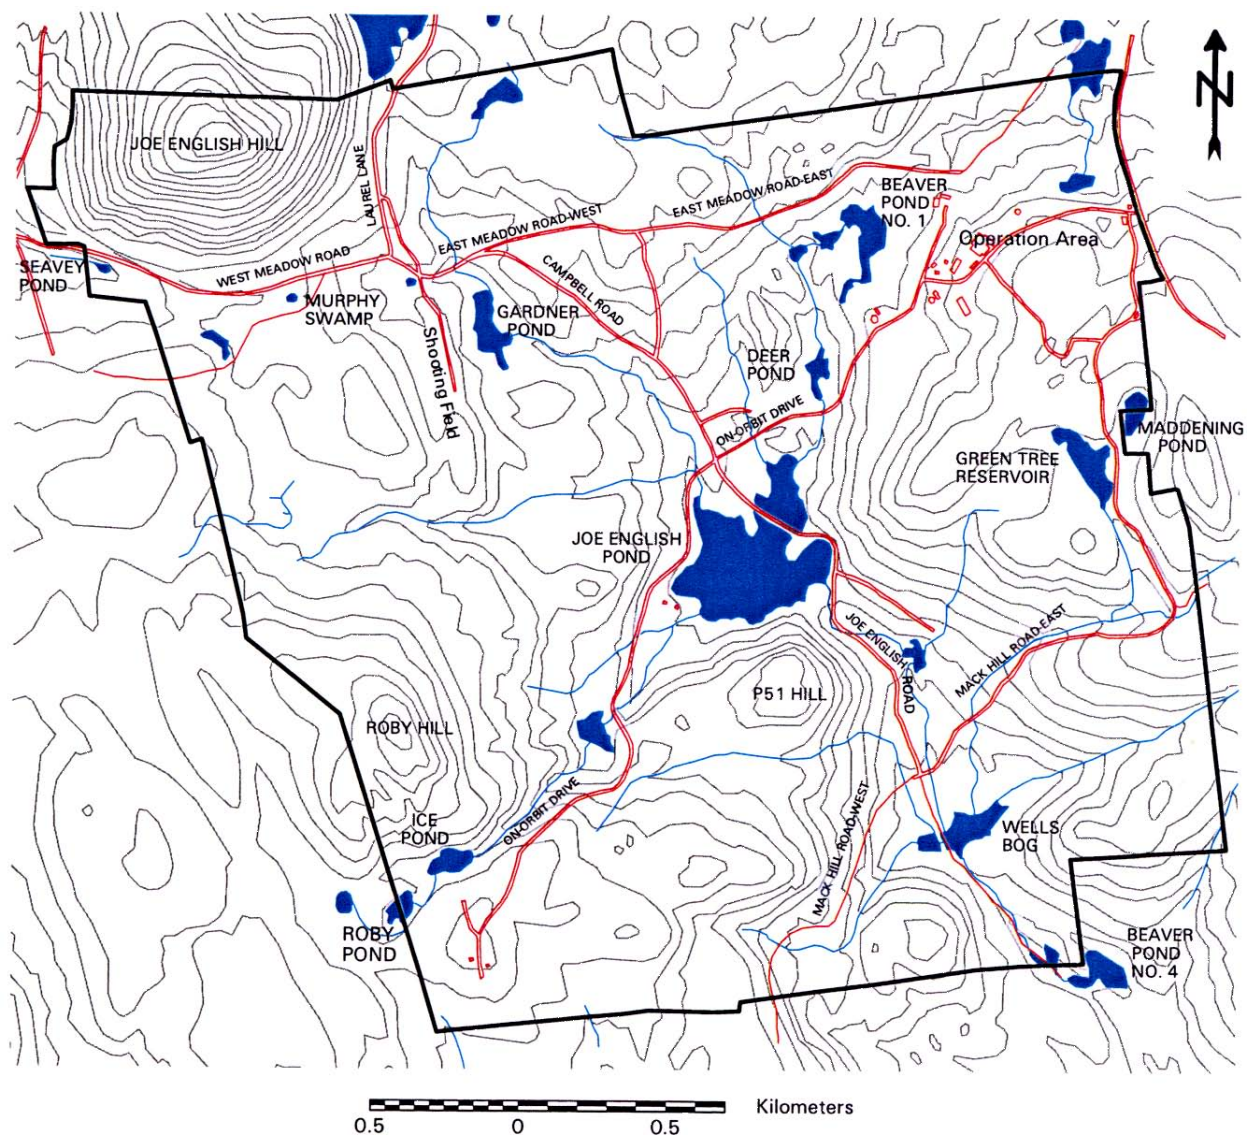 N
JOE ENGLISH HILL
LAUREL LANE
SEAVEY
POND
WEST MEADOW ROAD
MURPHY
SWAMP
EAST MEADOW ROAD-WEST
EAST MEADOW ROAD-EAST
BEAVER
POND
NO. 1
Operation Area
CAMPBELL ROAD
GARDNER
POND
Shooting Field
DEER
POND
ON-ORBIT DRIVE
MADDENING
POND
GREEN TREE
RESERVOIR
JOE ENGLISH
POND
JOE ENGLISH ROAD
MACK HILL ROAD-EAST
P51 HILL
ROBY HILL
ON-ORBIT DRIVE
ICE
POND
MACK HILL ROAD-WEST
WELLS
BOG
ROBY
POND
BEAVER
POND
NO. 4
Kilometers
0.5 0 0.5